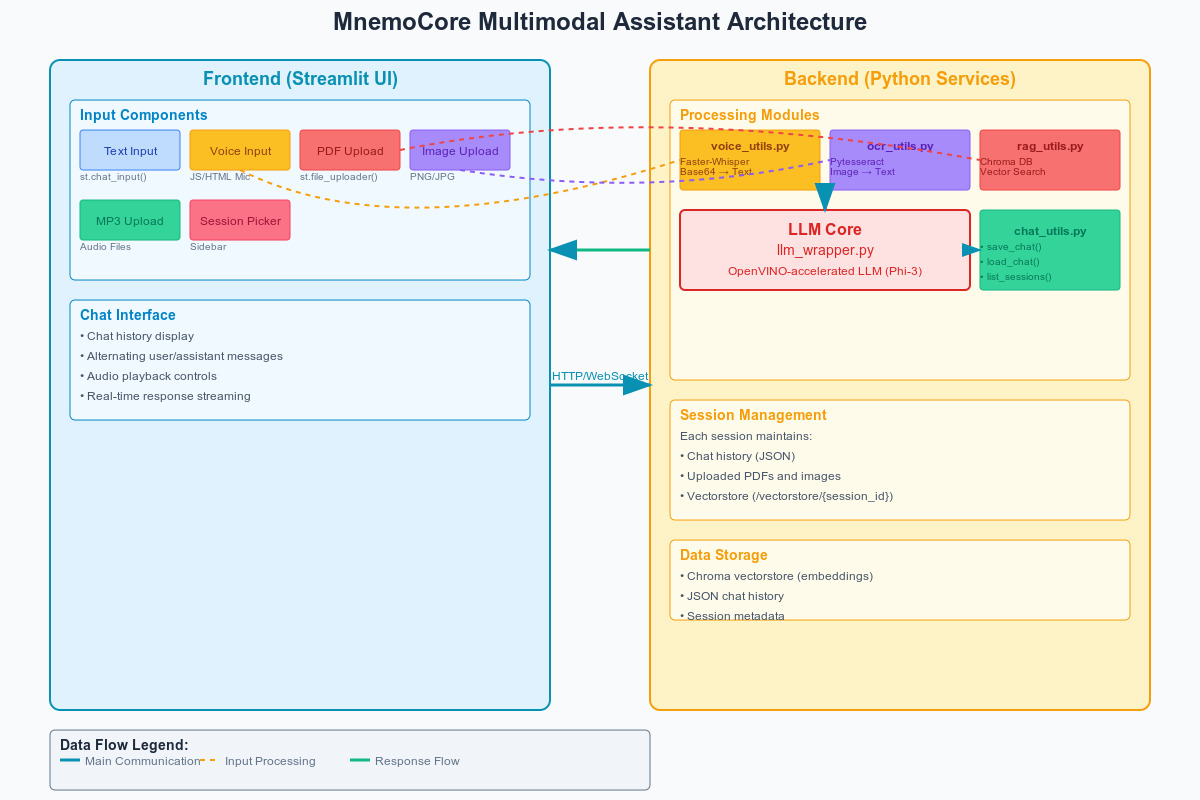 MnemoCore Multimodal Assistant Architecture
Frontend (Streamlit UI)
Input Components
Text Input
st.chat_input()
Voice Input
JS/HTML Mic
PDF Upload
st.file_uploader()
Image Upload
PNG/JPG
MP3 Upload
Audio Files
Session Picker
Sidebar
Chat Interface
• Chat history display
• Alternating user/assistant messages
• Audio playback controls
• Real-time response streaming
HTTP/WebSocket
Backend (Python Services)
Processing Modules
voice_utils.py
Faster-Whisper
Base64 → Text
ocr_utils.py
Pytesseract
Image → Text
rag_utils.py
Chroma DB
Vector Search
LLM Core
llm_wrapper.py
OpenVINO-accelerated LLM (Phi-3)
chat_utils.py
• save_chat()
• load_chat()
• list_sessions()
Session Management
Each session maintains:
• Chat history (JSON)
• Uploaded PDFs and images
• Vectorstore (/vectorstore/{session_id})
Data Storage
• Chroma vectorstore (embeddings)
• JSON chat history
• Session metadata
Data Flow Legend:
Main Communication
Input Processing
Response Flow